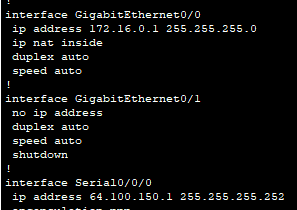 !
interface GigabitEthernet0/0
 ip address 172.16.0.1 255.255.255.0
 ip nat inside
 duplex auto
 speed auto
!
interface GigabitEthernet0/1
 no ip address
 duplex auto
 speed auto
 shutdown
!
interface Serial0/0/0
 ip address 64.100.150.1 255.255.255.252
 encapsulation ppp